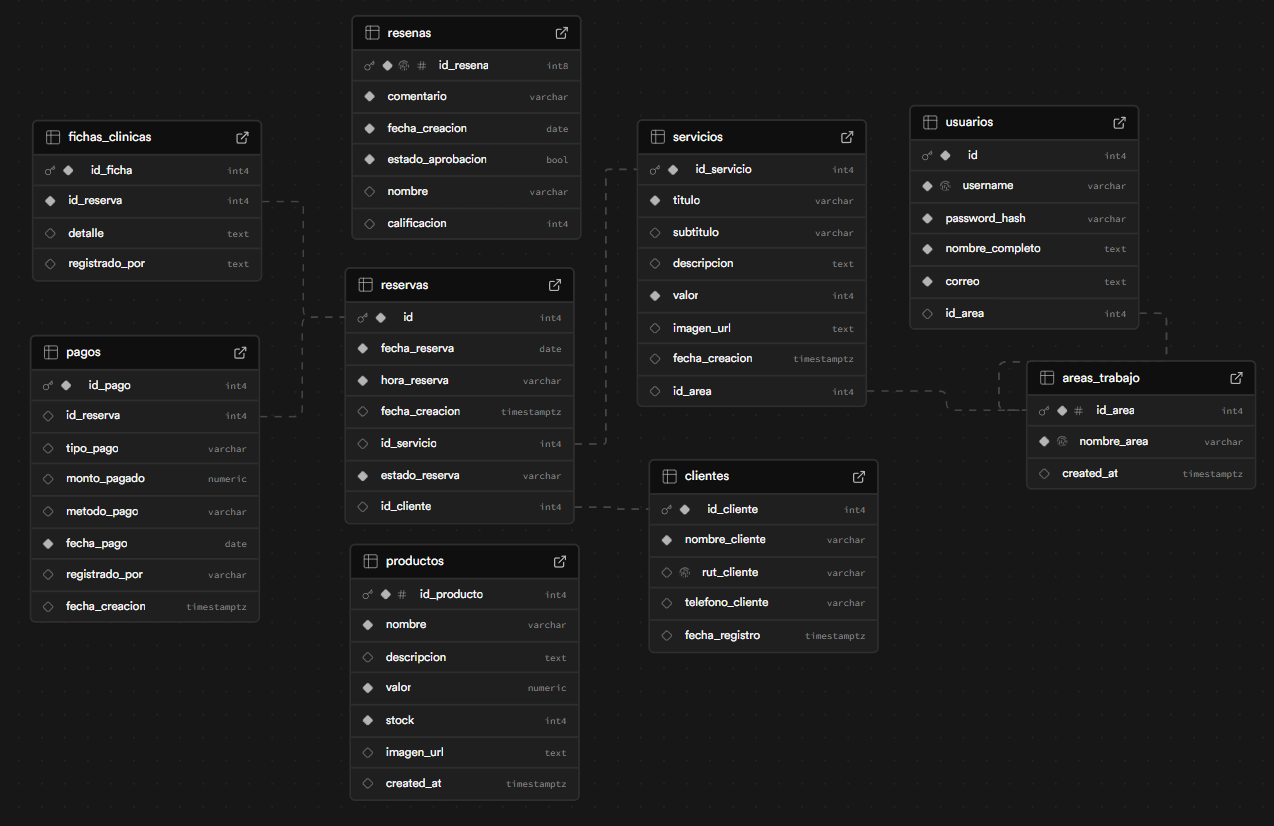 resenas
id_resena int8
comentario varchar
fecha_creacion date
estado_aprobacion bool
nombre varchar
calificacion int4
fichas_clinicas
id_ficha int4
id_reserva int4
detalle text
registrado_por text
servicios
id_servicio int4
titulo varchar
subtitulo varchar
descripcion text
valor int4
imagen_url text
fecha_creacion timestamptz
id_area int4
usuarios
id int4
username varchar
password_hash varchar
nombre_completo text
correo text
id_area int4
reservas
id int4
fecha_reserva date
hora_reserva varchar
fecha_creacion timestamptz
id_servicio int4
estado_reserva varchar
id_cliente int4
pagos
id_pago int4
id_reserva int4
tipo_pago varchar
monto_pagado numeric
metodo_pago varchar
fecha_pago date
registrado_por varchar
fecha_creacion timestamptz
areas_trabajo
id_area int4
nombre_area varchar
created_at timestamptz
clientes
id_cliente int4
nombre_cliente varchar
rut_cliente varchar
telefono_cliente varchar
fecha_registro timestamptz
productos
id_producto int4
nombre varchar
descripcion text
valor numeric
stock int4
imagen_url text
created_at timestamptz